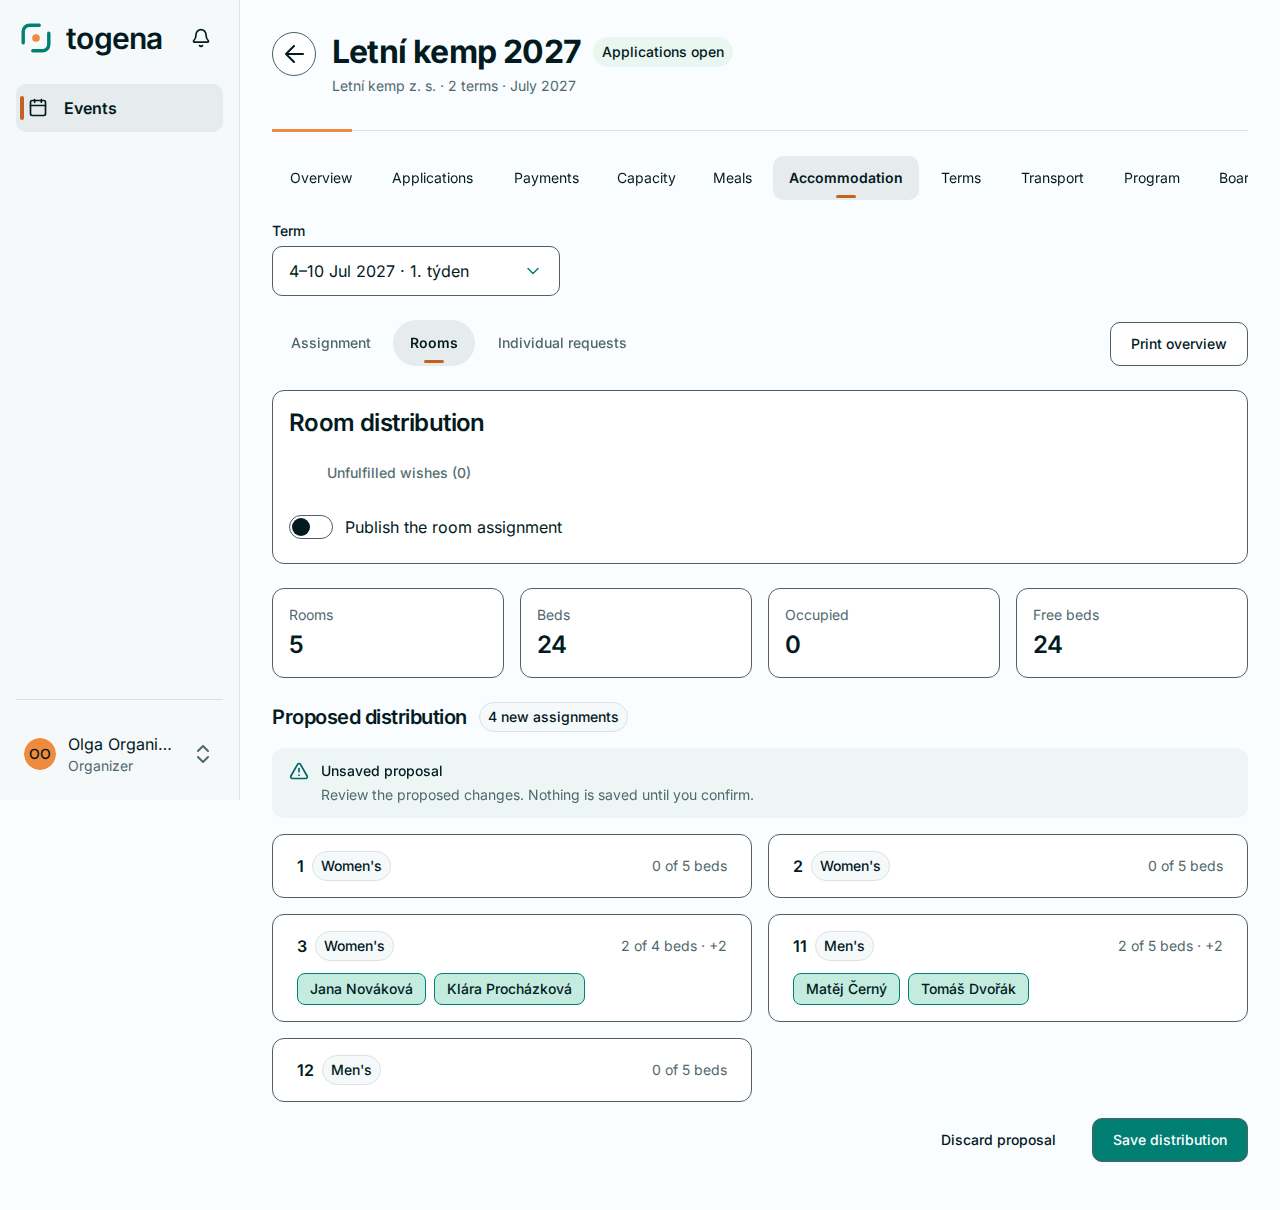 togena
Events
Olga Organi...
OO
Organizer
Letní kemp 2027
Applications open
Letní kemp z. s. · 2 terms · July 2027
Overview
Applications
Payments
Capacity
Meals
Accommodation
Terms
Transport
Program
Boar
Term
4–10 Jul 2027 · 1. týden
Assignment
Rooms
Individual requests
Print overview
Room distribution
Unfulfilled wishes (0)
Publish the room assignment
Rooms
5
Beds
24
Occupied
0
Free beds
24
Proposed distribution
4 new assignments
Unsaved proposal
Review the proposed changes. Nothing is saved until you confirm.
1 Women's 0 of 5 beds
2 Women's 0 of 5 beds
3 Women's 2 of 4 beds · +2
Jana Nováková Klára Procházková
11 Men's 2 of 5 beds · +2
Matěj Černý Tomáš Dvořák
12 Men's 0 of 5 beds
Discard proposal
Save distribution